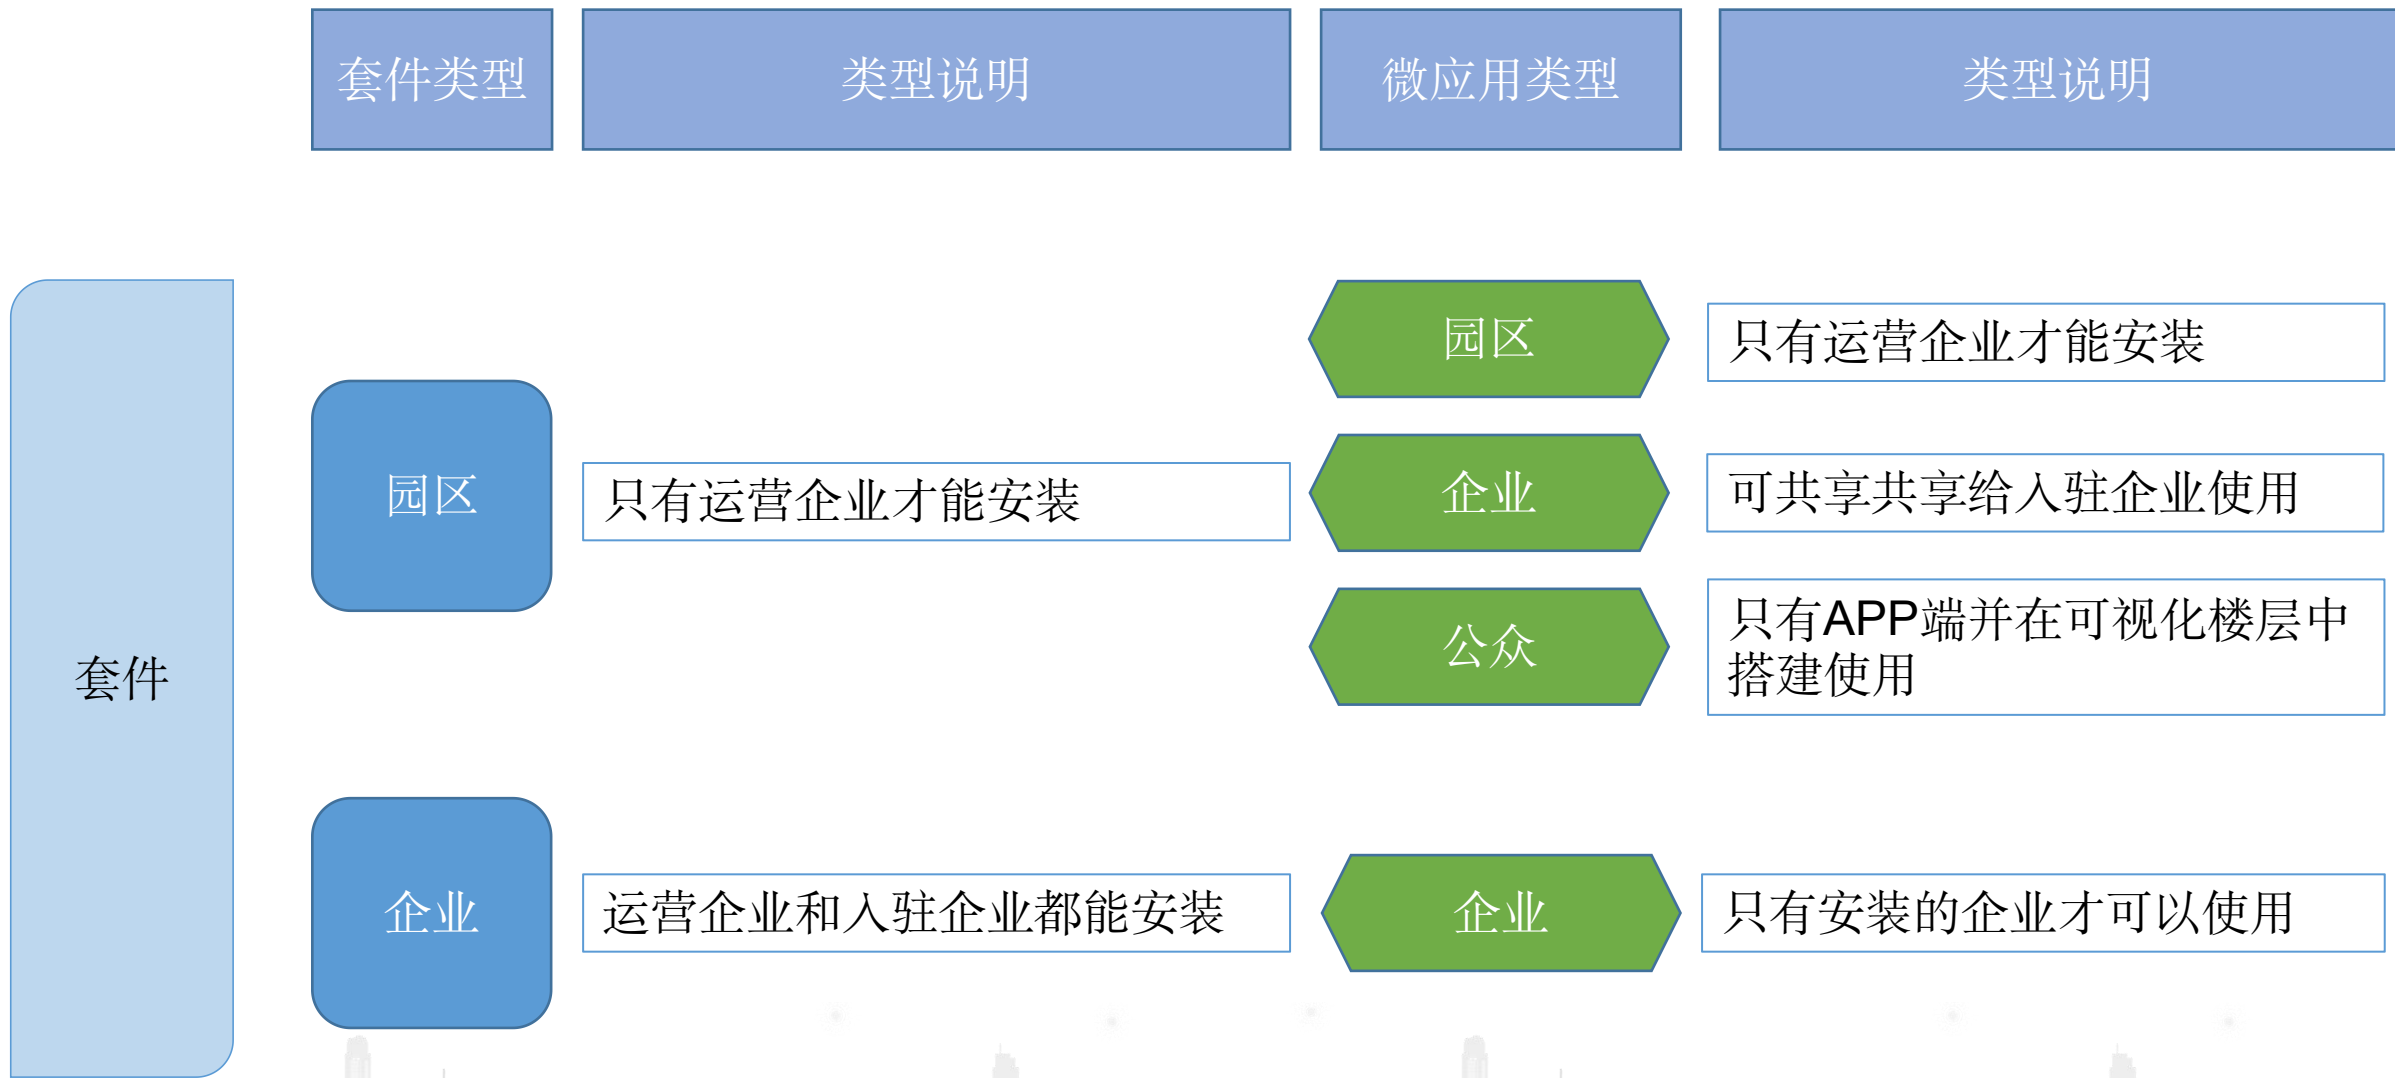 套件类型
类型说明
微应用类型
类型说明
套件
园区
只有运营企业才能安装
园区
只有运营企业才能安装
企业
可共享共享给入驻企业使用
公众
只有APP端并在可视化楼层中
搭建使用
企业
运营企业和入驻企业都能安装
企业
只有安装的企业才可以使用